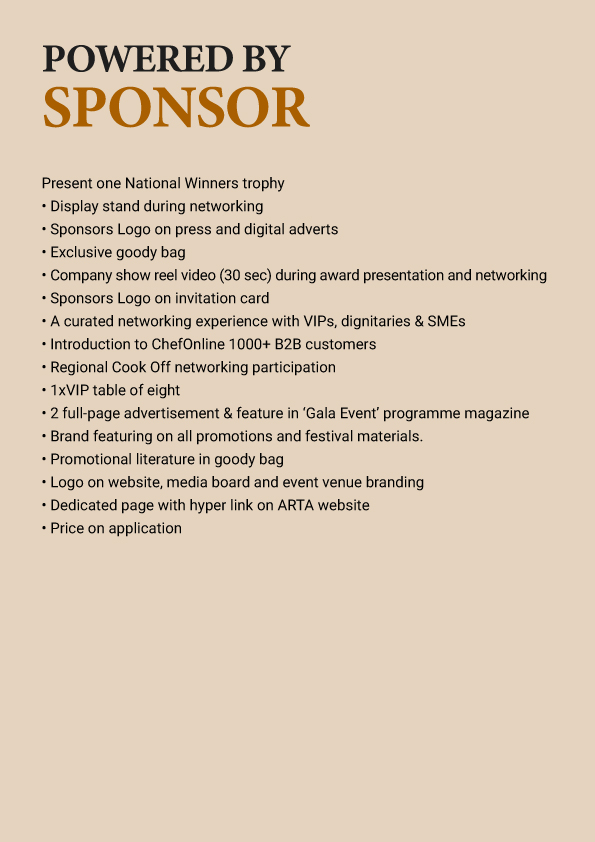 POWERED BY
SPONSOR
Present one National Winners trophy
• Display stand during networking
• Sponsors Logo on press and digital adverts
• Exclusive goody bag
• Company show reel video (30 sec) during award presentation and networking
• Sponsors Logo on invitation card
• A curated networking experience with VIPs, dignitaries & SMEs
• Introduction to ChefOnline 1000+ B2B customers
• Regional Cook Off networking participation
• 1xVIP table of eight
• 2 full-page advertisement & feature in ‘Gala Event’ programme magazine
• Brand featuring on all promotions and festival materials.
• Promotional literature in goody bag
• Logo on website, media board and event venue branding
• Dedicated page with hyper link on ARTA website
• Price on application